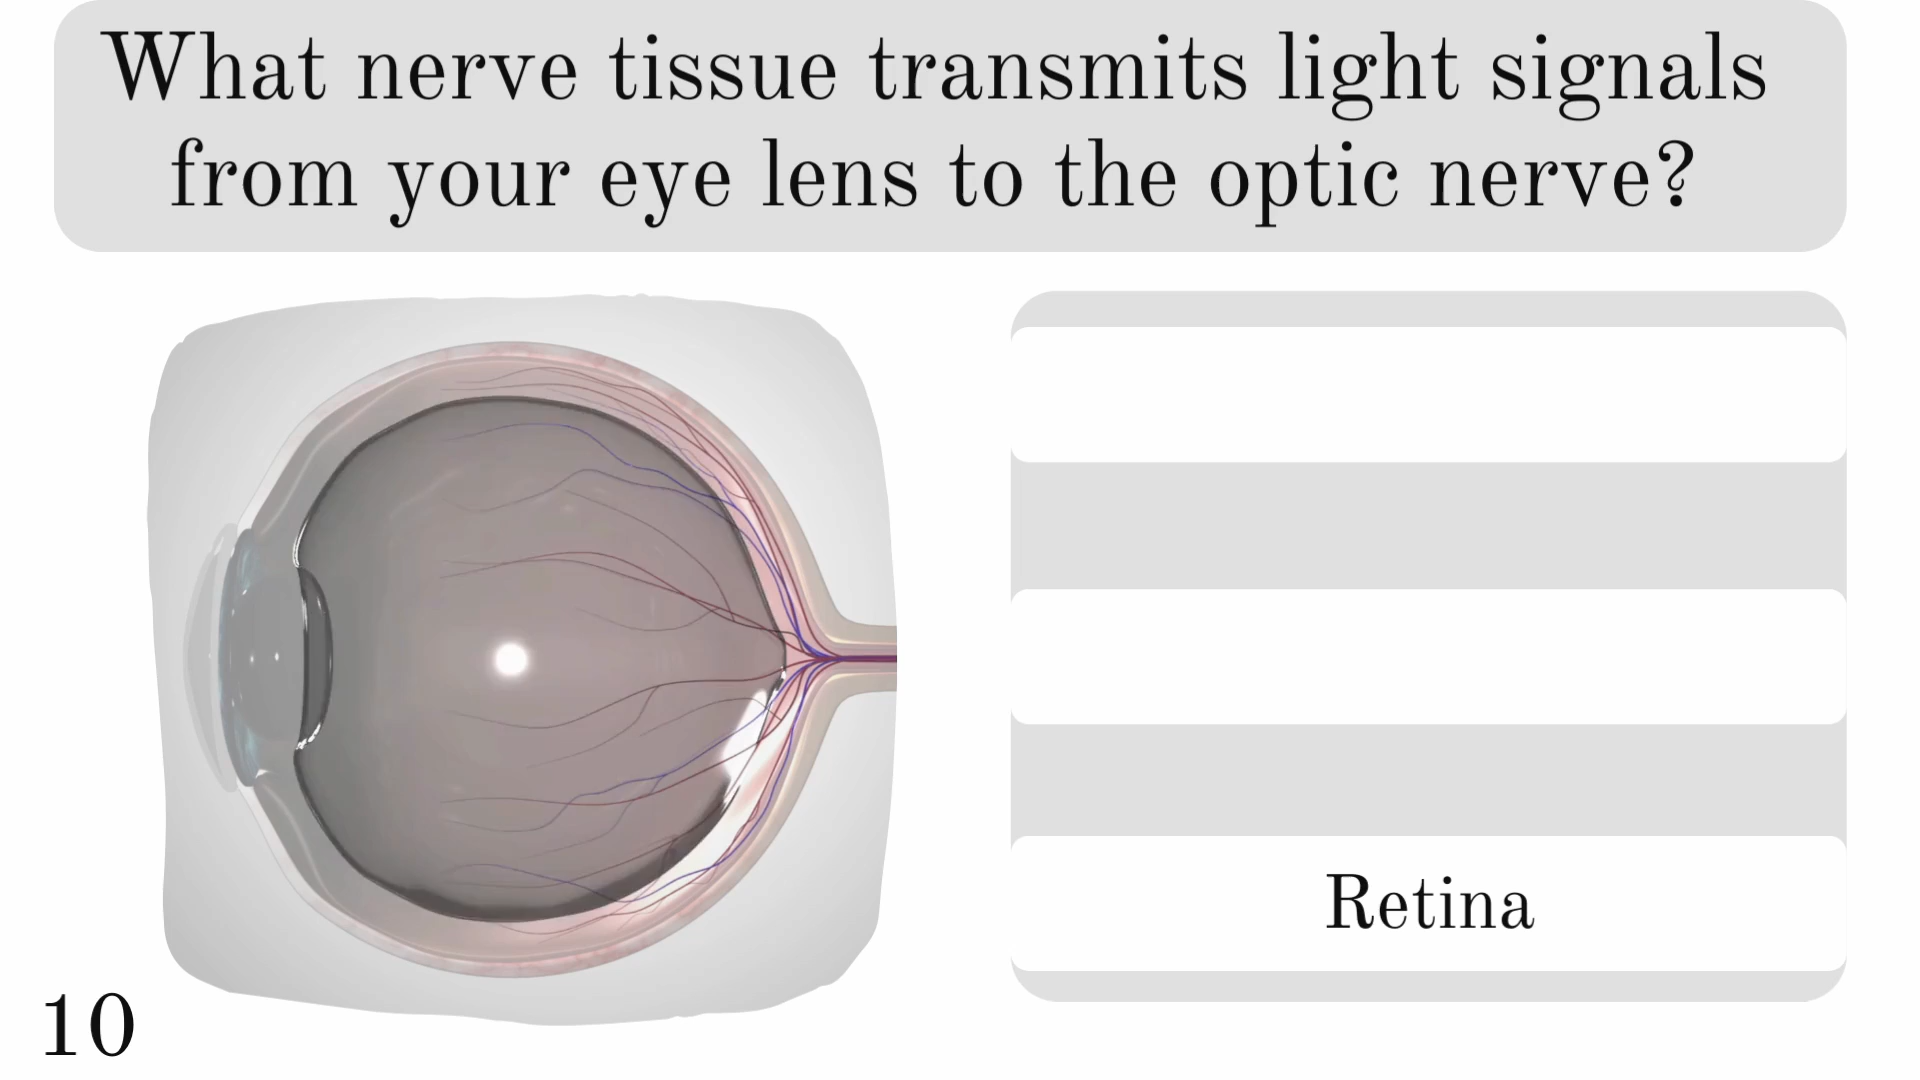 What nerve tissue transmits light signals
from your eye lens to the optic nerve?
Retina
10